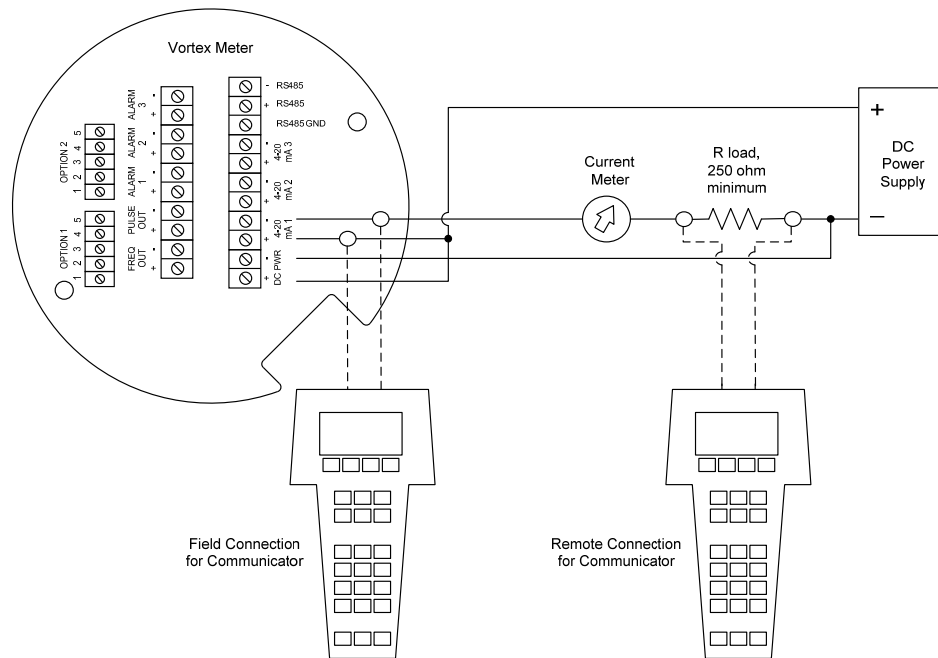 Vortex Meter
- RS485
+ RS485
RS485 GND
- 4-20
+ mA 3
- 4-20
+ mA 2
- 4-20
+ mA 1
- DC PWR
+
ALARM
3
- +
ALARM
2
- +
ALARM
1
- +
PULSE
OUT
- +
FREQ
OUT
- +
OPTION 2
1 2 3 4 5
OPTION 1
1 2 3 4 5
Current
Meter
R load,
250 ohm
minimum
+
DC
Power
Supply
–
Field Connection
for Communicator
Remote Connection
for Communicator